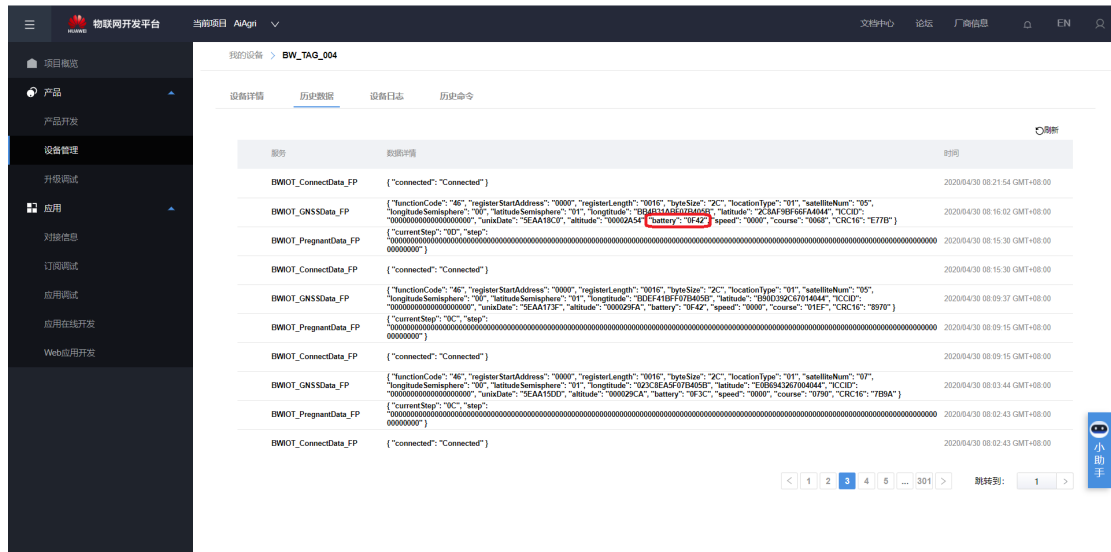 HUAWEI 物联网开发平台 当前项目 AiAgri 文档中心 论坛 厂商信息 EN
项目概览
产品
产品开发
设备管理
升级调试
应用
对接信息
订阅调试
应用调试
应用在线开发
Web应用开发
我的设备 > BW_TAG_004
设备详情 历史数据 设备日志 历史命令
刷新
服务 数据详情 时间
BWIOT_ConnectData_FP { "connected": "Connected" } 2020/04/30 08:21:54 GMT+08:00
{ "functionCode": "46", "registerStartAddress": "0000", "registerLength": "0016", "byteSize": "2C", "locationType": "01", "satelliteNum": "05",
BWIOT_GNSSData_FP "longitudeSemisphere": "00", "latitudeSemisphere": "01", "longtitude": "BB4B31ABF07B405B", "latitude": "2C8AF9BF66FA4044", "ICCID": 2020/04/30 08:16:02 GMT+08:00
"00000000000000000000", "unixDate": "5EAA18C0", "altitude": "00002A54", "battery": "0F42", "speed": "0000", "course": "0068", "CRC16": "E77B" }
{ "currentStep": "0D", "step":
BWIOT_PregnantData_FP 2020/04/30 08:15:30 GMT+08:00
00000000" }
BWIOT_ConnectData_FP { "connected": "Connected" } 2020/04/30 08:15:30 GMT+08:00
{ "functionCode": "46", "registerStartAddress": "0000", "registerLength": "0016", "byteSize": "2C", "locationType": "01", "satelliteNum": "05",
BWIOT_GNSSData_FP "longitudeSemisphere": "00", "latitudeSemisphere": "01", "longtitude": "BDEF41BFF07B405B", "latitude": "B90D392C67014044", "ICCID": 2020/04/30 08:09:37 GMT+08:00
"00000000000000000000", "unixDate": "5EAA173F", "altitude": "000029FA", "battery": "0F42", "speed": "0000", "course": "01EF", "CRC16": "8970" }
{ "currentStep": "0C", "step":
BWIOT_PregnantData_FP 2020/04/30 08:09:15 GMT+08:00
00000000" }
BWIOT_ConnectData_FP { "connected": "Connected" } 2020/04/30 08:09:15 GMT+08:00
{ "functionCode": "46", "registerStartAddress": "0000", "registerLength": "0016", "byteSize": "2C", "locationType": "01", "satelliteNum": "07",
BWIOT_GNSSData_FP "longitudeSemisphere": "00", "latitudeSemisphere": "01", "longtitude": "023C8EA5F07B405B", "latitude": "E0B6943267004044", "ICCID": 2020/04/30 08:03:44 GMT+08:00
"00000000000000000000", "unixDate": "5EAA15DD", "altitude": "000029CA", "battery": "0F3C", "speed": "0000", "course": "0790", "CRC16": "7B9A" }
{ "currentStep": "0C", "step":
BWIOT_PregnantData_FP 2020/04/30 08:02:43 GMT+08:00
00000000" }
BWIOT_ConnectData_FP { "connected": "Connected" } 2020/04/30 08:02:43 GMT+08:00
< 1 2 3 4 5 ... 301 > 跳转到: 1 >
小助手